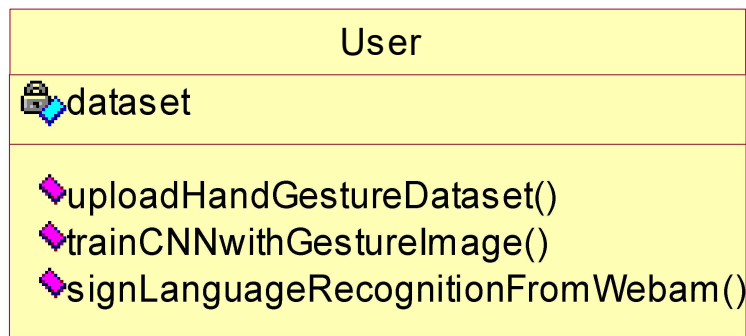 User
dataset
uploadHandGestureDataset()
trainCNNwithGestureImage()
signLanguageRecognitionFromWebam()